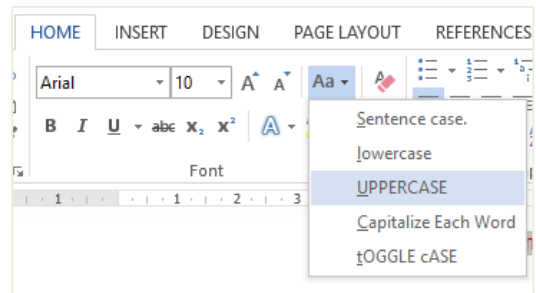 HOME INSERT DESIGN PAGE LAYOUT REFERENCES
Arial 10 A A Aa
B I U abc X₂ X² A
Font
1 1 2 3
Sentence case.
lowercase
UPPERCASE
Capitalize Each Word
tOGGLE cASE